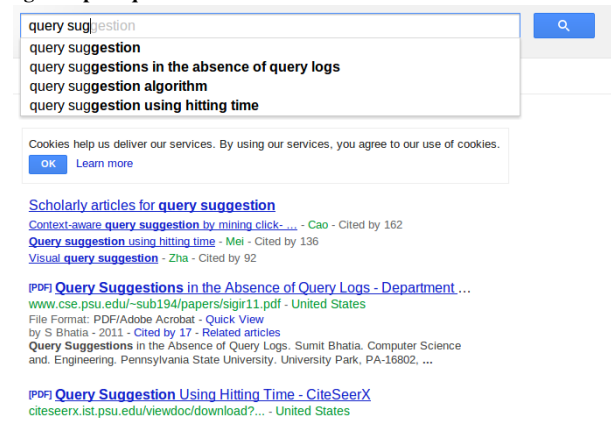 query suggestion
query suggestion
query suggestions in the absence of query logs
query suggestion algorithm
query suggestion using hitting time
Cookies help us deliver our services. By using our services, you agree to our use of cookies.
OK Learn more
Scholarly articles for query suggestion
Context-aware query suggestion by mining click- ... - Cao - Cited by 162
Query suggestion using hitting time - Mei - Cited by 136
Visual query suggestion - Zha - Cited by 92
[PDF] Query Suggestions in the Absence of Query Logs - Department ...
www.cse.psu.edu/~sub194/papers/sigir11.pdf - United States
File Format: PDF/Adobe Acrobat - Quick View
by S Bhatia - 2011 - Cited by 17 - Related articles
Query Suggestions in the Absence of Query Logs. Sumit Bhatia. Computer Science
and. Engineering. Pennsylvania State University. University Park, PA-16802, ...
[PDF] Query Suggestion Using Hitting Time - CiteSeerX
citeseerx.ist.psu.edu/viewdoc/download?... - United States